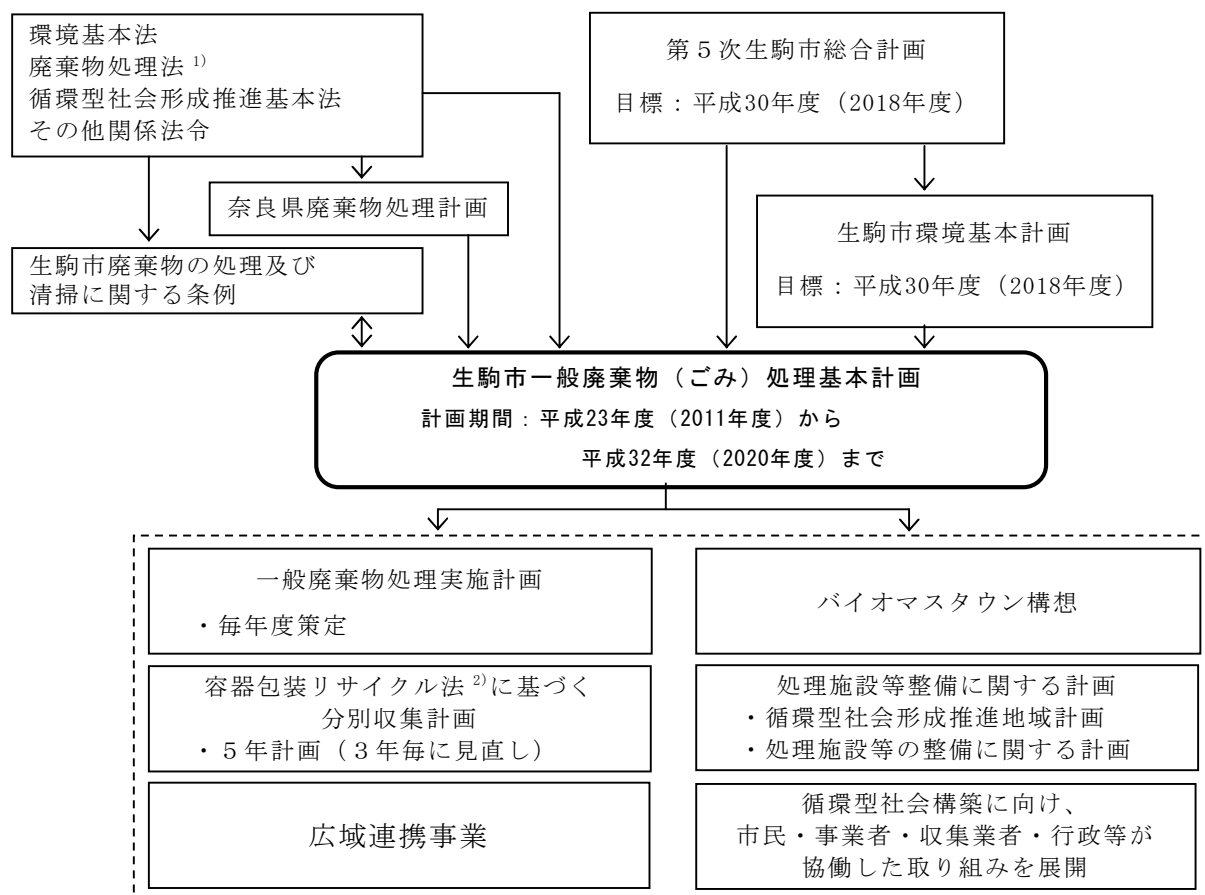 環境基本法
廃棄物処理法 1)
循環型社会形成推進基本法
その他関係法令
第５次生駒市総合計画
目標：平成30年度（2018年度）
奈良県廃棄物処理計画
生駒市環境基本計画
目標：平成30年度（2018年度）
生駒市廃棄物の処理及び
清掃に関する条例
生駒市一般廃棄物（ごみ）処理基本計画
計画期間：平成23年度（2011年度）から
平成32年度（2020年度）まで
一般廃棄物処理実施計画
・毎年度策定
バイオマスタウン構想
容器包装リサイクル法 2)に基づく
分別収集計画
・５年計画（３年毎に見直し）
処理施設等整備に関する計画
・循環型社会形成推進地域計画
・処理施設等の整備に関する計画
広域連携事業
循環型社会構築に向け、
市民・事業者・収集業者・行政等が
協働した取り組みを展開